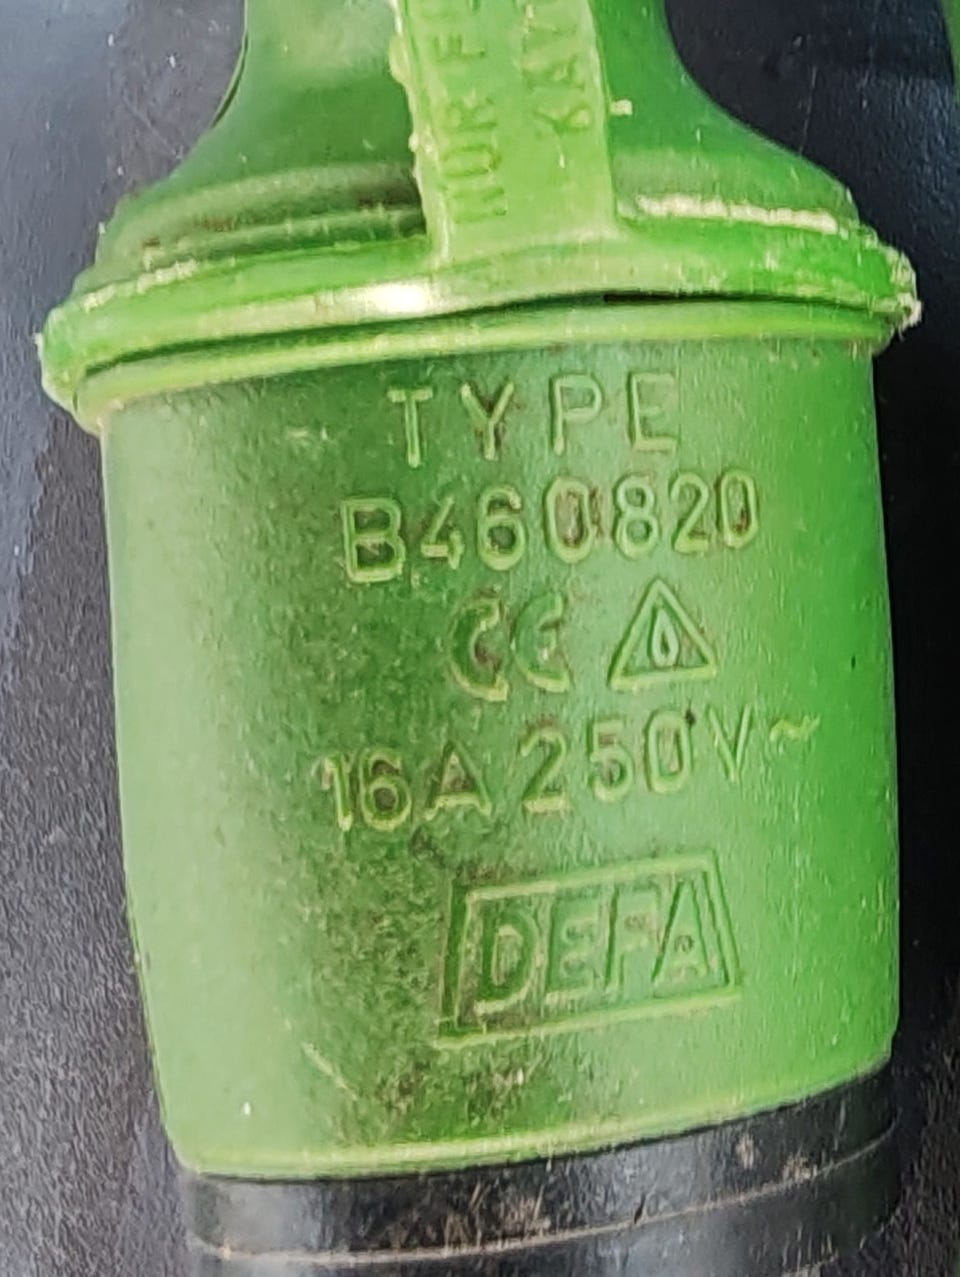 TYPE
B460820
CE
16A 250V~
DEFA